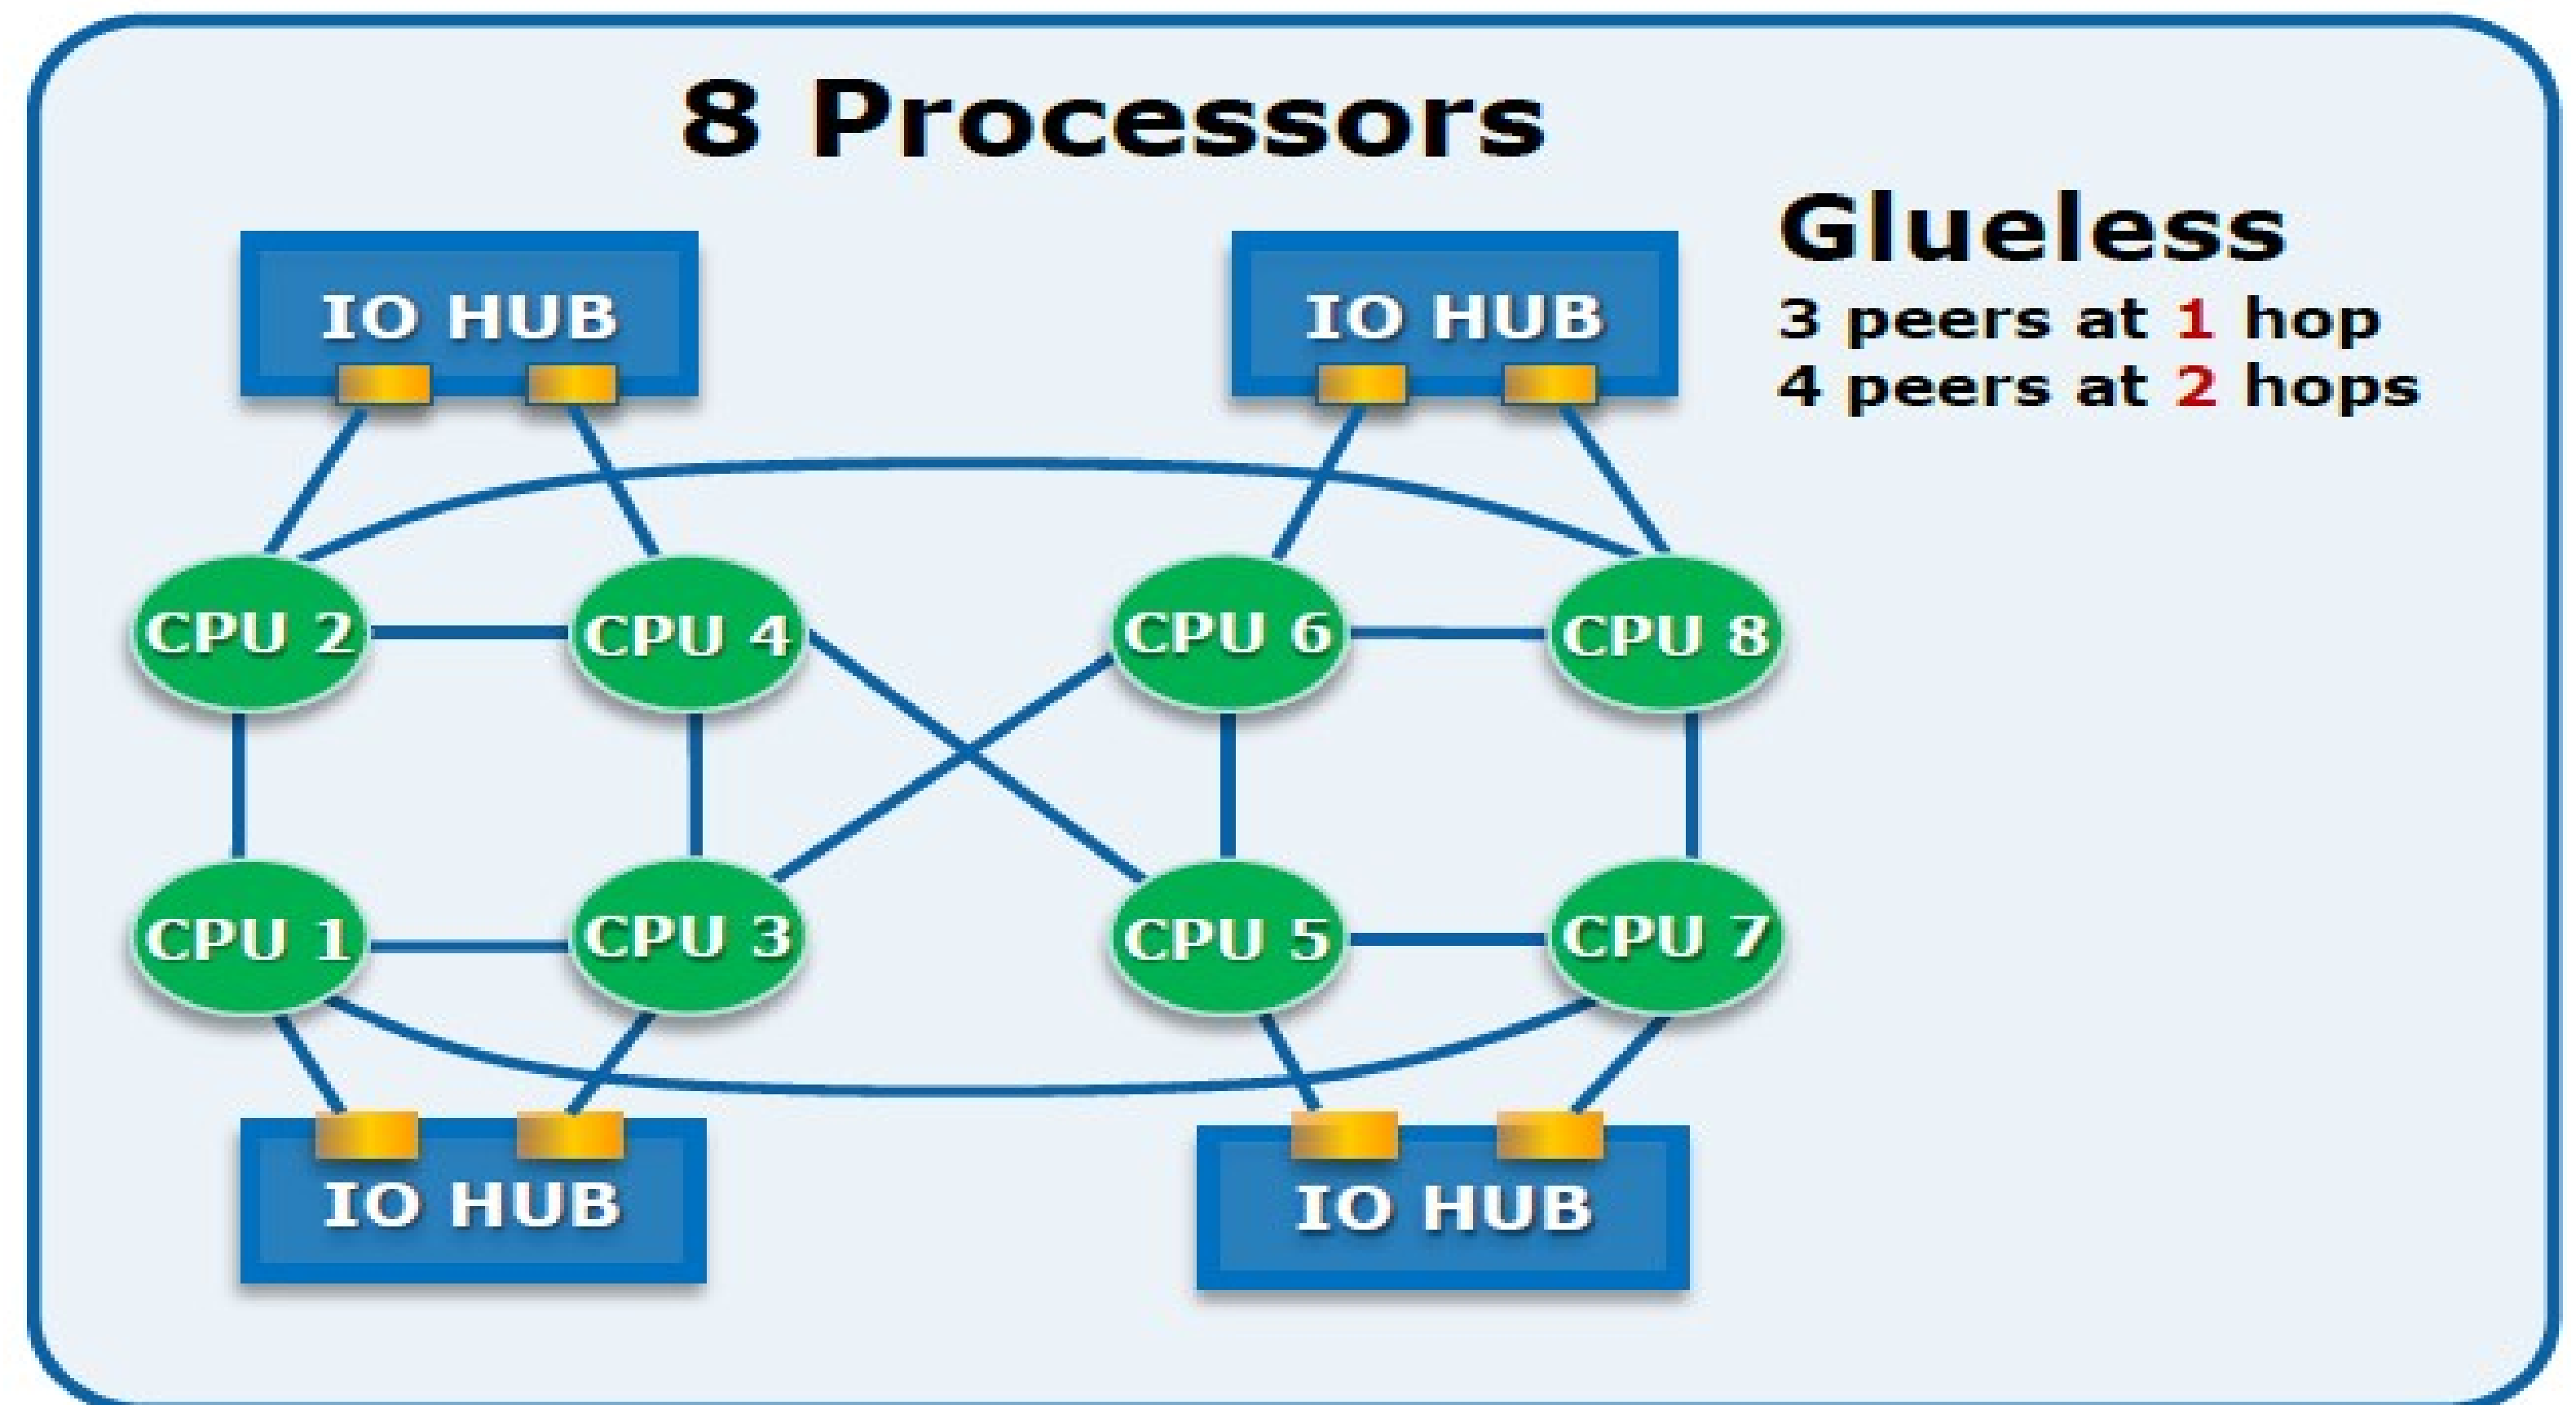 8 Processors
Glueless
3 peers at 1 hop
4 peers at 2 hops
IO HUB
IO HUB
CPU 2
CPU 4
CPU 6
CPU 8
CPU 1
CPU 3
CPU 5
CPU 7
IO HUB
IO HUB